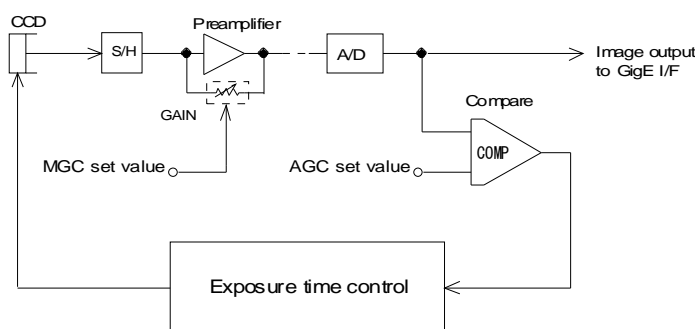 CCD
S/H
Preamplifier
A/D
Image output
to GigE I/F
GAIN
Compare
COMP
MGC set value
AGC set value
Exposure time control